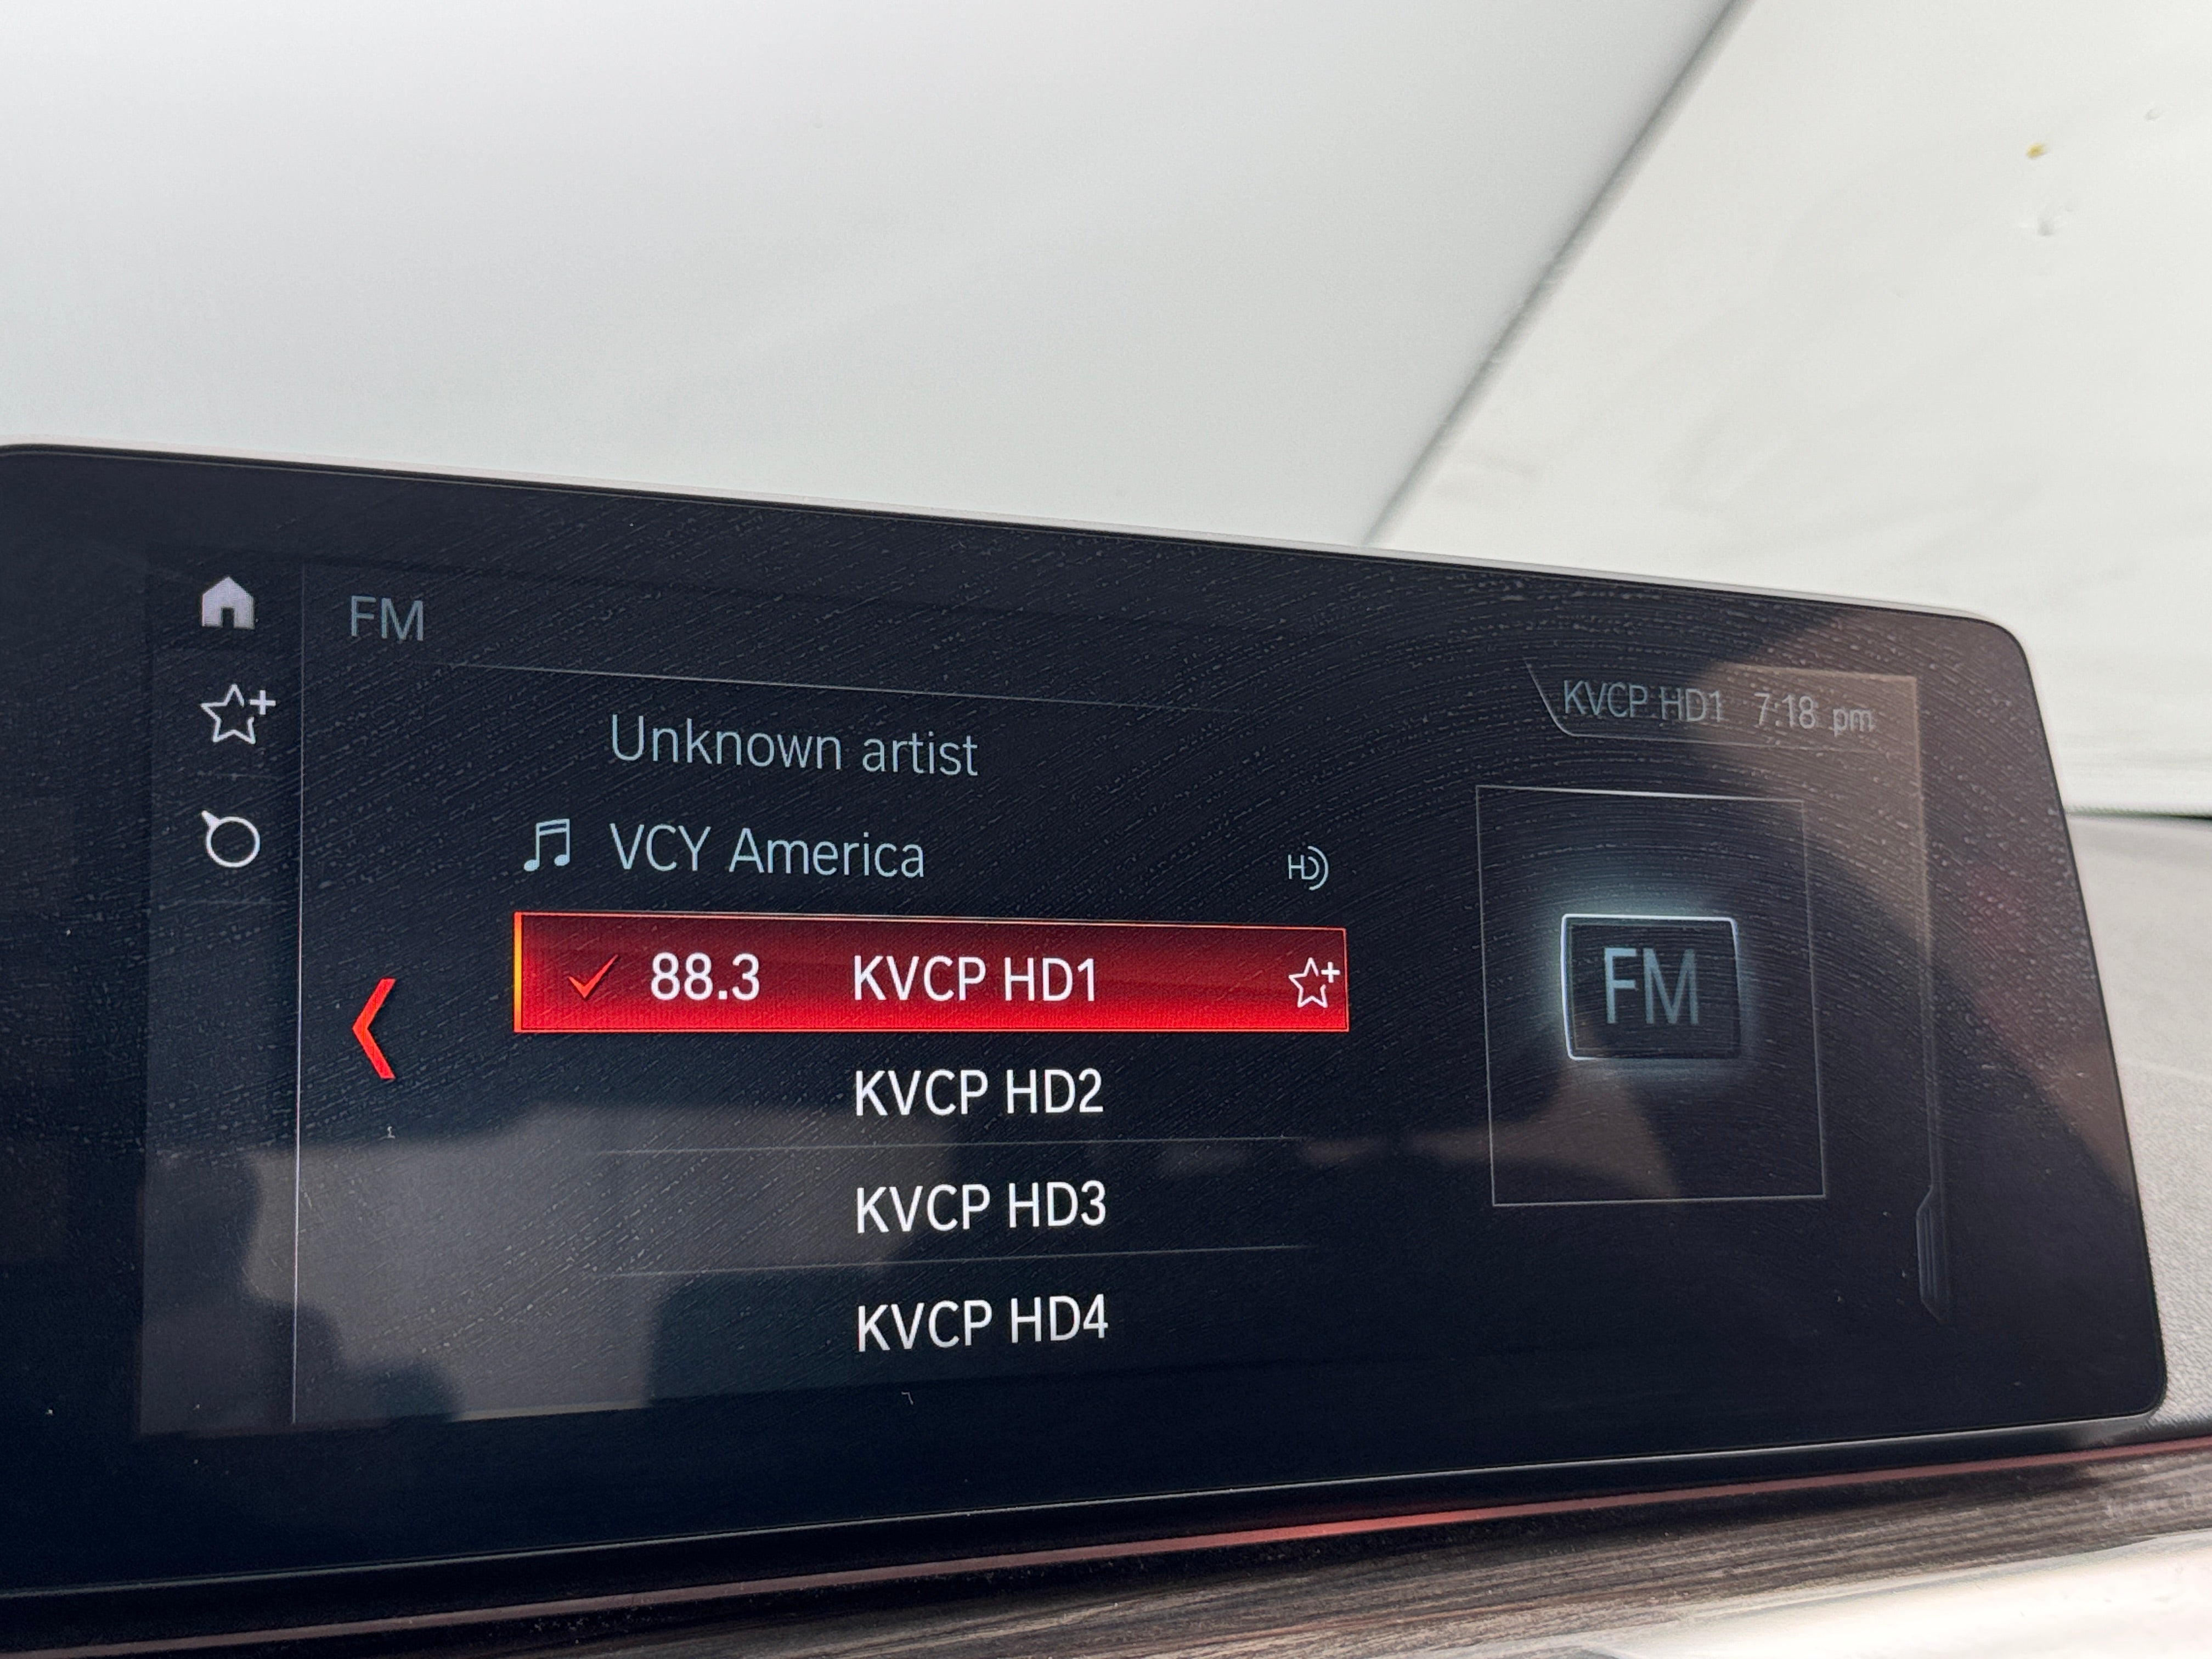 FM
KVCP HD1 7:18 pm
Unknown artist
VCY America
HD
88.3 KVCP HD1
FM
KVCP HD2
KVCP HD3
KVCP HD4